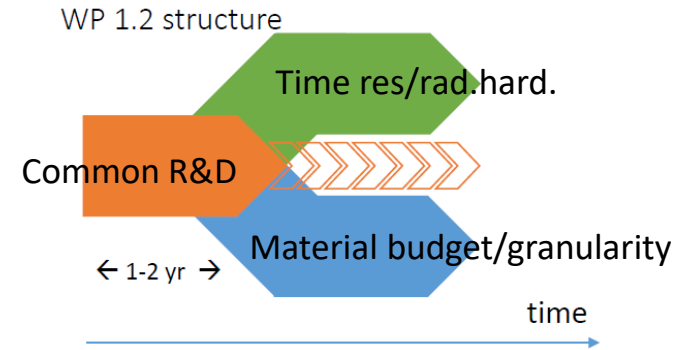 WP 1.2 structure
Time res/rad.hard.
Common R&D
Material budget/granularity
← 1-2 yr →
time